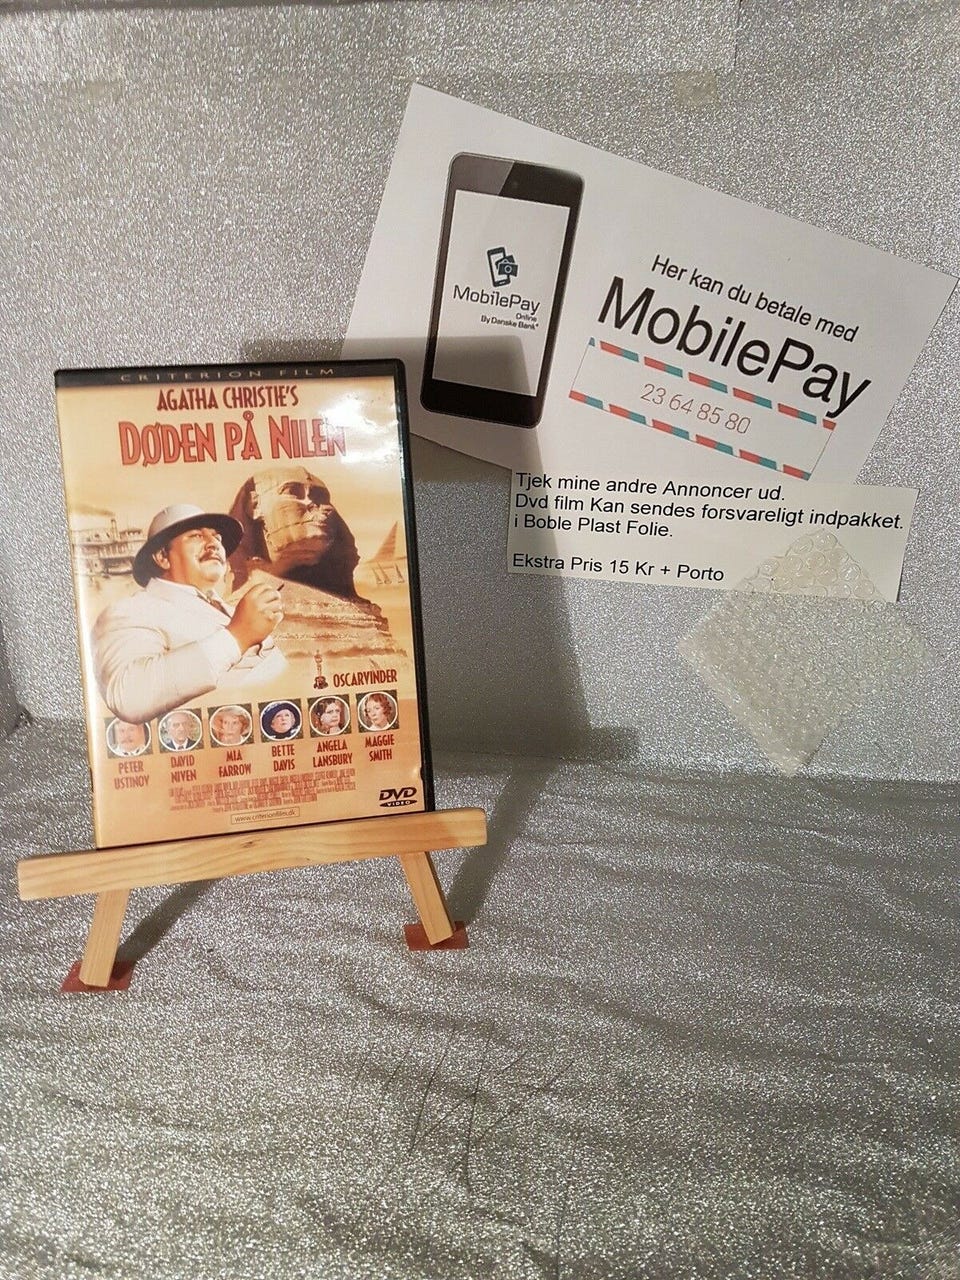 CRITERION FILM
AGATHA CHRISTIE'S
DØDEN PÅ NILEN
OSCARVINDER
PETER USTINOV
DAVID NIVEN
MIA FARROW
BETTE DAVIS
ANGELA LANSBURY
MAGGIE SMITH
www.criterionfilm.dk
DVD
VIDEO
MobilePay
Online
By Danske Bank
Her kan du betale med
MobilePay
23 64 85 80
Tjek mine andre Annoncer ud.
Dvd film Kan sendes forsvareligt indpakket.
i Boble Plast Folie.
Ekstra Pris 15 Kr + Porto